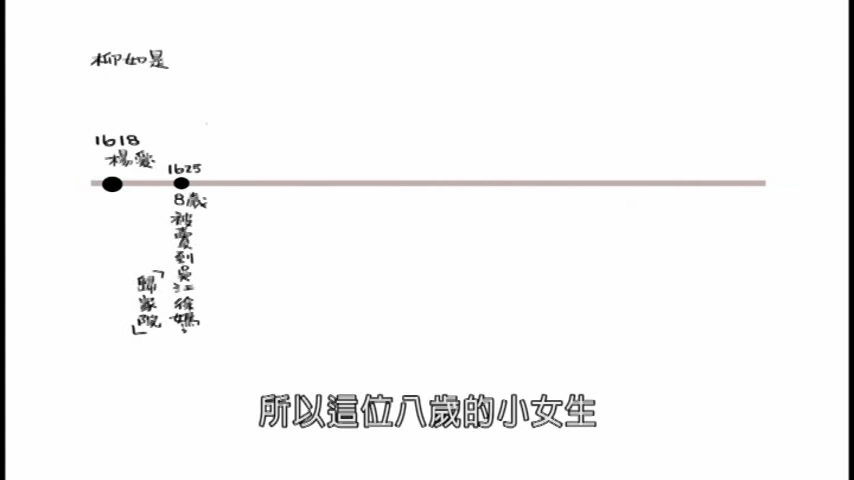 柳如是
1618
楊愛
1625
8歲
被賣到吳江徐媽
「歸家院」
所以這位八歲的小女生